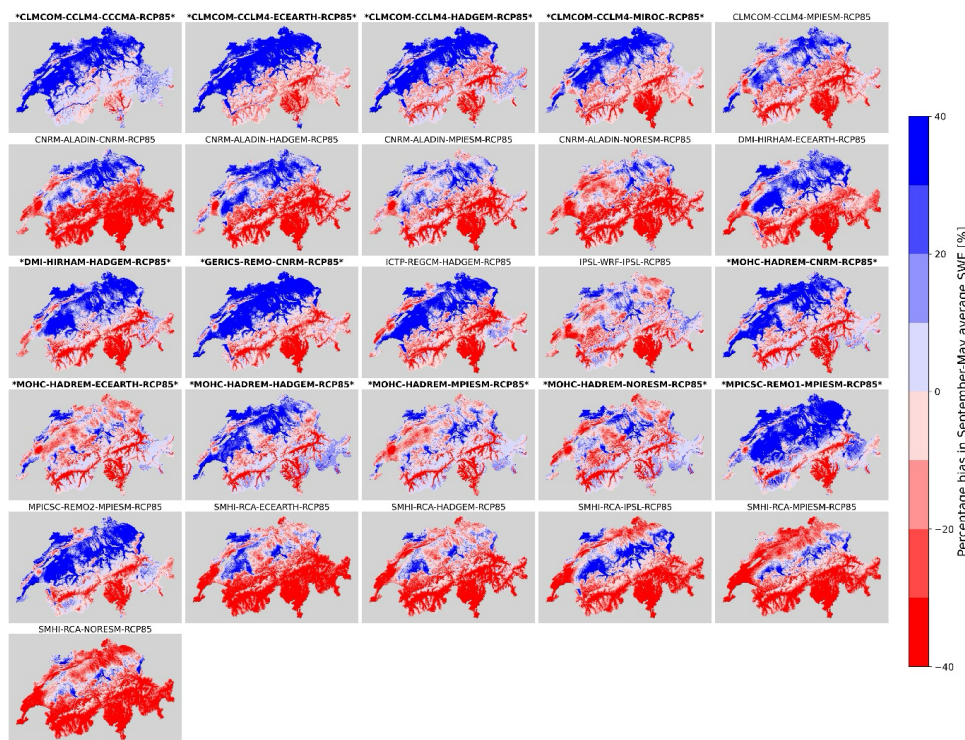 *CLMCOM-CCLM4-CCCMA-RCP85*
*CLMCOM-CCLM4-ECEARTH-RCP85*
*CLMCOM-CCLM4-HADGEM-RCP85*
*CLMCOM-CCLM4-MIROC-RCP85*
CLMCOM-CCLM4-MPIESM-RCP85
CNRM-ALADIN-CNRM-RCP85
CNRM-ALADIN-HADGEM-RCP85
CNRM-ALADIN-MPIESM-RCP85
CNRM-ALADIN-NORESM-RCP85
DMI-HIRHAM-ECEARTH-RCP85
*DMI-HIRHAM-HADGEM-RCP85*
*GERICS-REMO-CNRM-RCP85*
ICTP-REGCM-HADGEM-RCP85
IPSL-WRF-IPSL-RCP85
*MOHC-HADREM-CNRM-RCP85*
*MOHC-HADREM-ECEARTH-RCP85*
*MOHC-HADREM-HADGEM-RCP85*
*MOHC-HADREM-MPIESM-RCP85*
*MOHC-HADREM-NORESM-RCP85*
*MPICSC-REMO1-MPIESM-RCP85*
MPICSC-REMO2-MPIESM-RCP85
SMHI-RCA-ECEARTH-RCP85
SMHI-RCA-HADGEM-RCP85
SMHI-RCA-IPSL-RCP85
SMHI-RCA-MPIESM-RCP85
SMHI-RCA-NORESM-RCP85
40
20
0
−20
−40
Percentage bias in September-May average SWE [%]